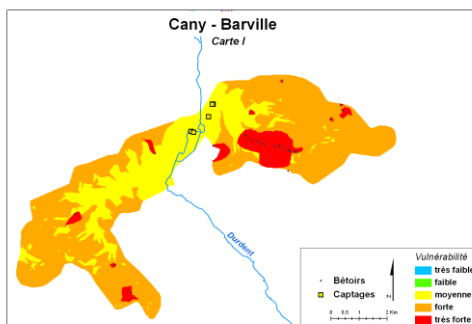 Cany - Barville
Carte I
Durdent
Vulnérabilité
très faible
faible
moyenne
forte
très forte
Bétoirs
Captages
N
0 0.5 1 2 Km